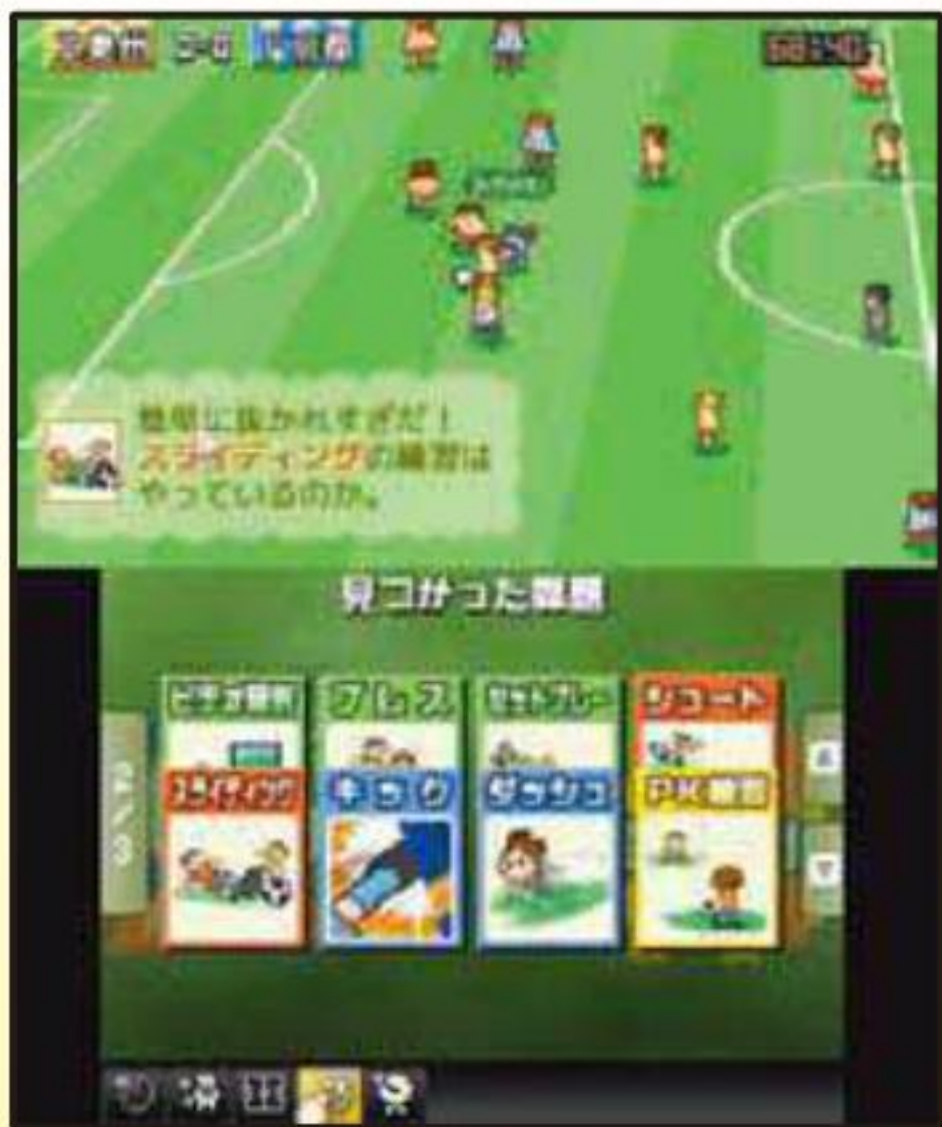 簡単に抜かれすぎだ!
スライディングの練習は
やっているのか。
見つかった課題
プレス
セットプレー
シュート
スライディング
キック
ダッシュ
PK練習